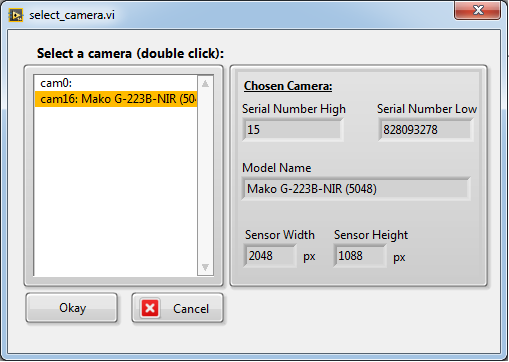 select_camera.vi
Select a camera (double click):
cam0:
cam16: Mako G-223B-NIR (504
Chosen Camera:
Serial Number High
Serial Number Low
15
828093278
Model Name
Mako G-223B-NIR (5048)
Sensor Width
Sensor Height
2048 px
1088 px
Okay
Cancel